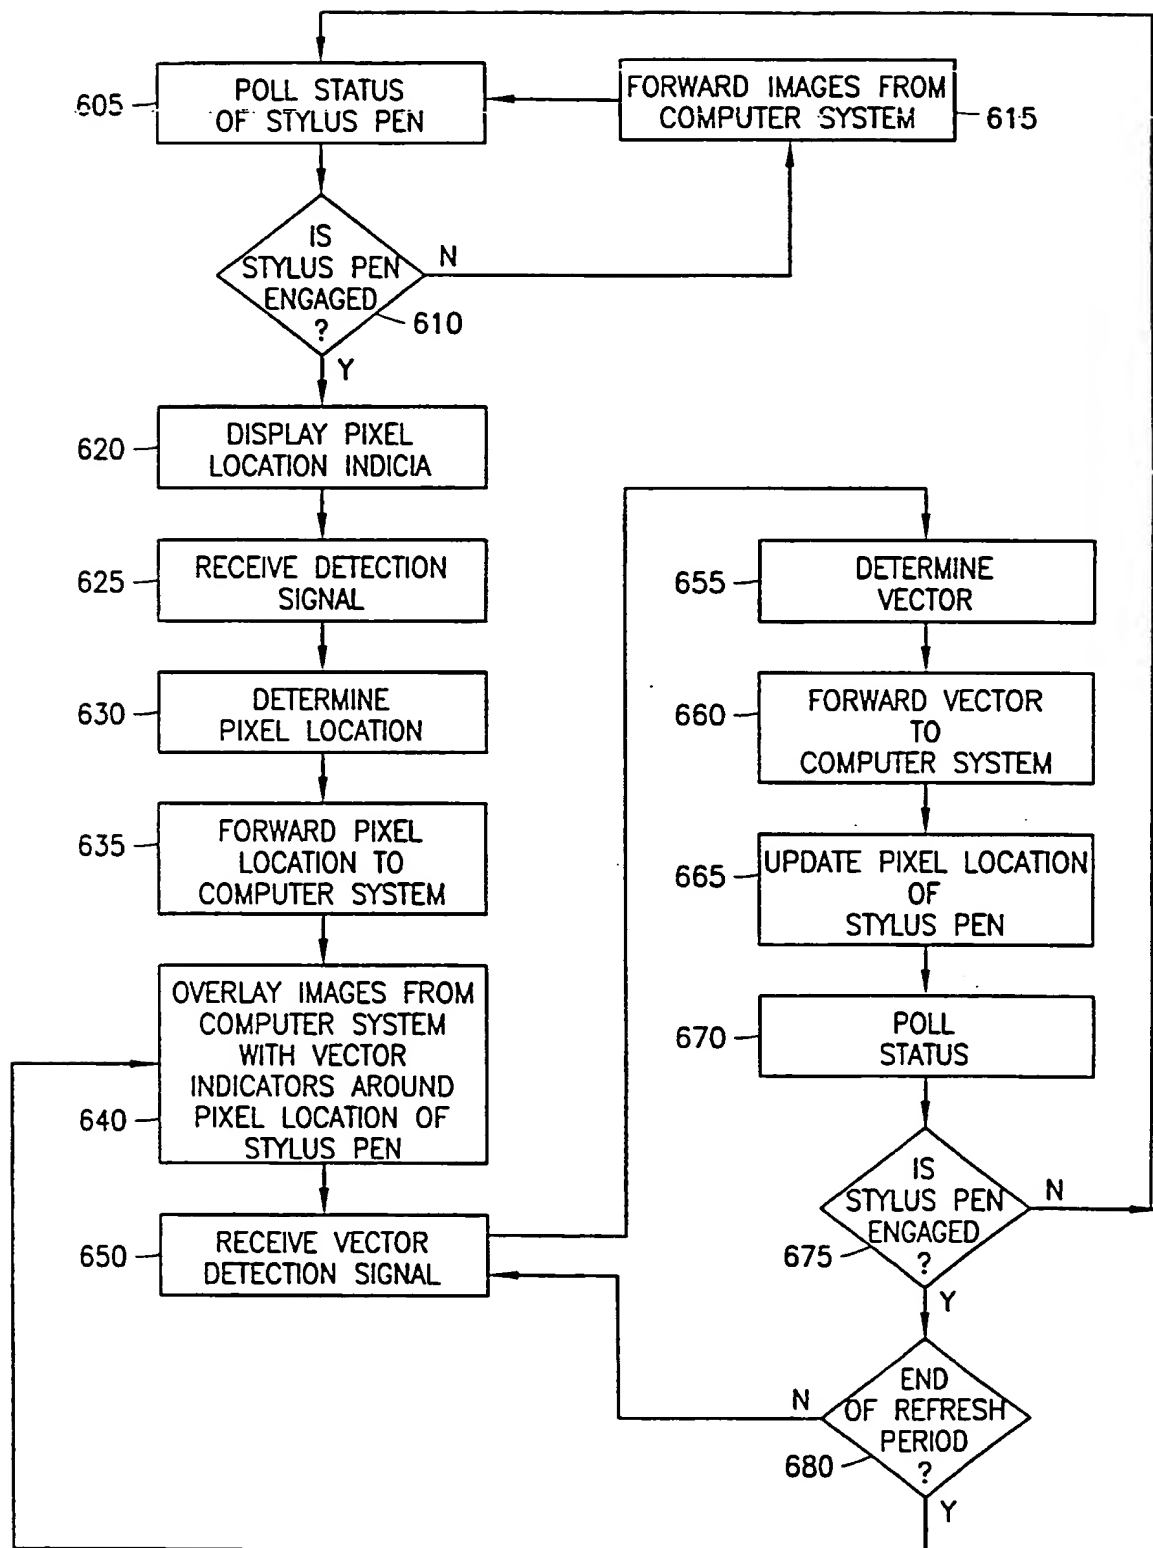 605
POLL STATUS
OF STYLUS PEN
FORWARD IMAGES FROM
COMPUTER SYSTEM
615
IS
STYLUS PEN
ENGAGED
?
610
N
Y
620
DISPLAY PIXEL
LOCATION INDICIA
625
RECEIVE DETECTION
SIGNAL
630
DETERMINE
PIXEL LOCATION
635
FORWARD PIXEL
LOCATION TO
COMPUTER SYSTEM
640
OVERLAY IMAGES FROM
COMPUTER SYSTEM
WITH VECTOR
INDICATORS AROUND
PIXEL LOCATION OF
STYLUS PEN
650
RECEIVE VECTOR
DETECTION SIGNAL
655
DETERMINE
VECTOR
660
FORWARD VECTOR
TO
COMPUTER SYSTEM
665
UPDATE PIXEL LOCATION
OF
STYLUS PEN
670
POLL
STATUS
IS
STYLUS PEN
ENGAGED
?
675
N
Y
END
OF REFRESH
PERIOD
?
680
N
Y